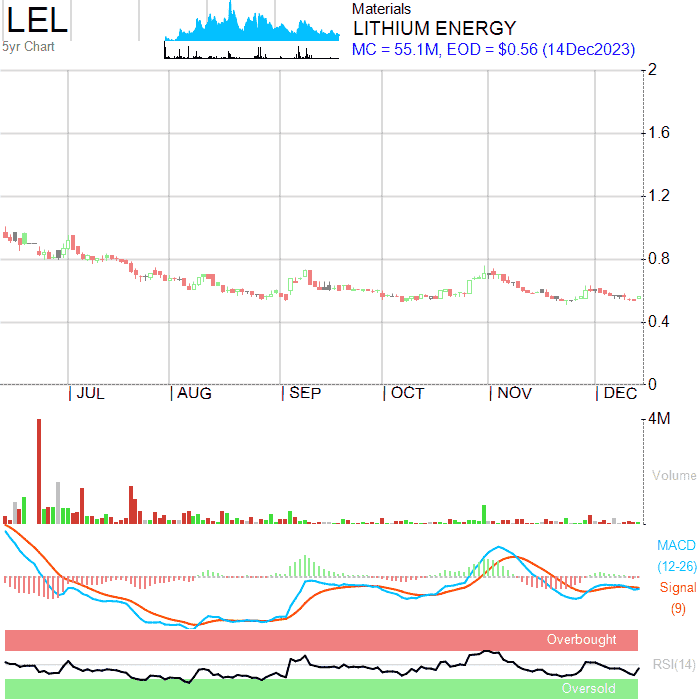 LEL
5yr Chart
Materials
LITHIUM ENERGY
MC = 55.1M, EOD = $0.56 (14Dec2023)
2
1.6
1.2
0.8
0.4
0
JUL AUG SEP OCT NOV DEC
4M
Volume
MACD
(12-26)
Signal
(9)
Overbought
RSI(14)
Oversold